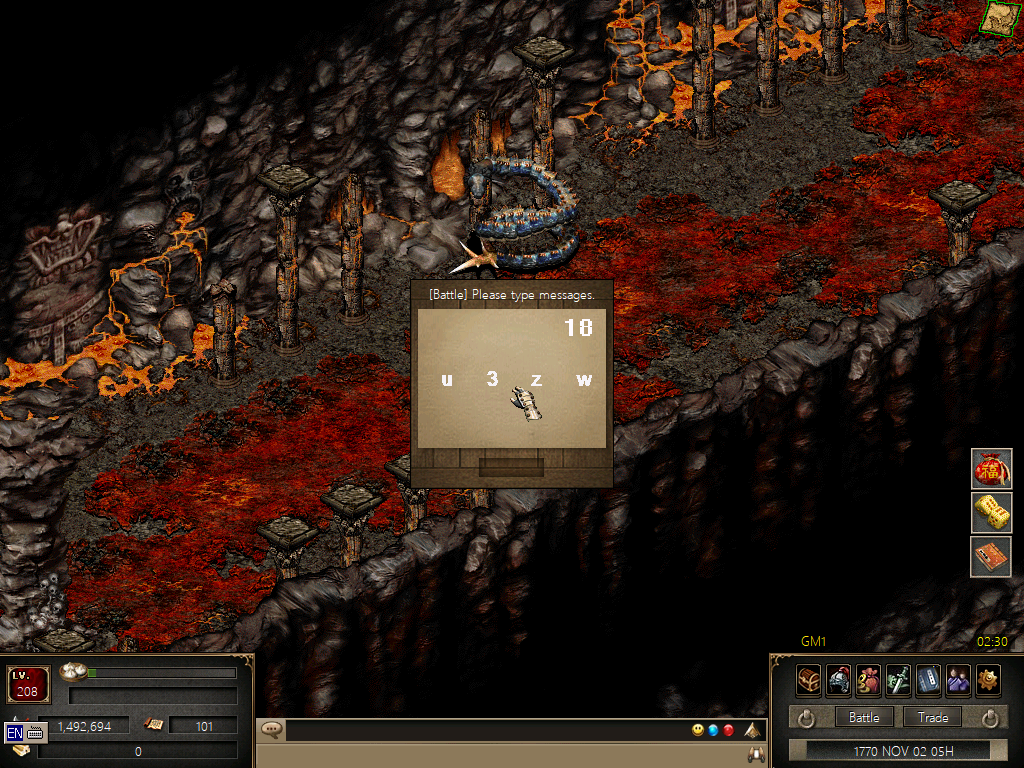 [Battle] Please type messages.
18
u 3 z w
福
GM1
02:30
LV.
208
1,492,694
101
EN
0
Battle
Trade
1770 NOV 02 05H